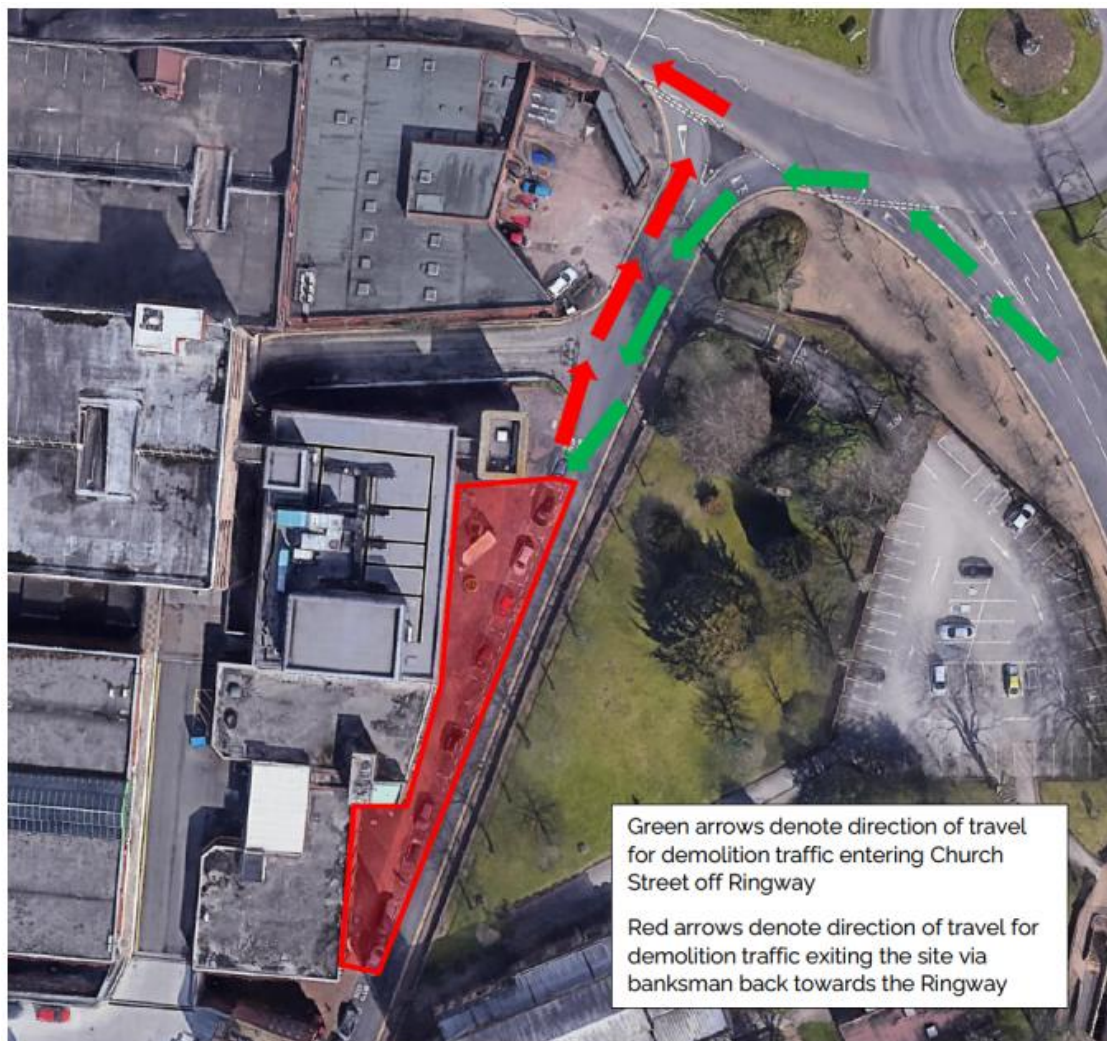 Green arrows denote direction of travel
for demolition traffic entering Church
Street off Ringway
Red arrows denote direction of travel for
demolition traffic exiting the site via
banksman back towards the Ringway